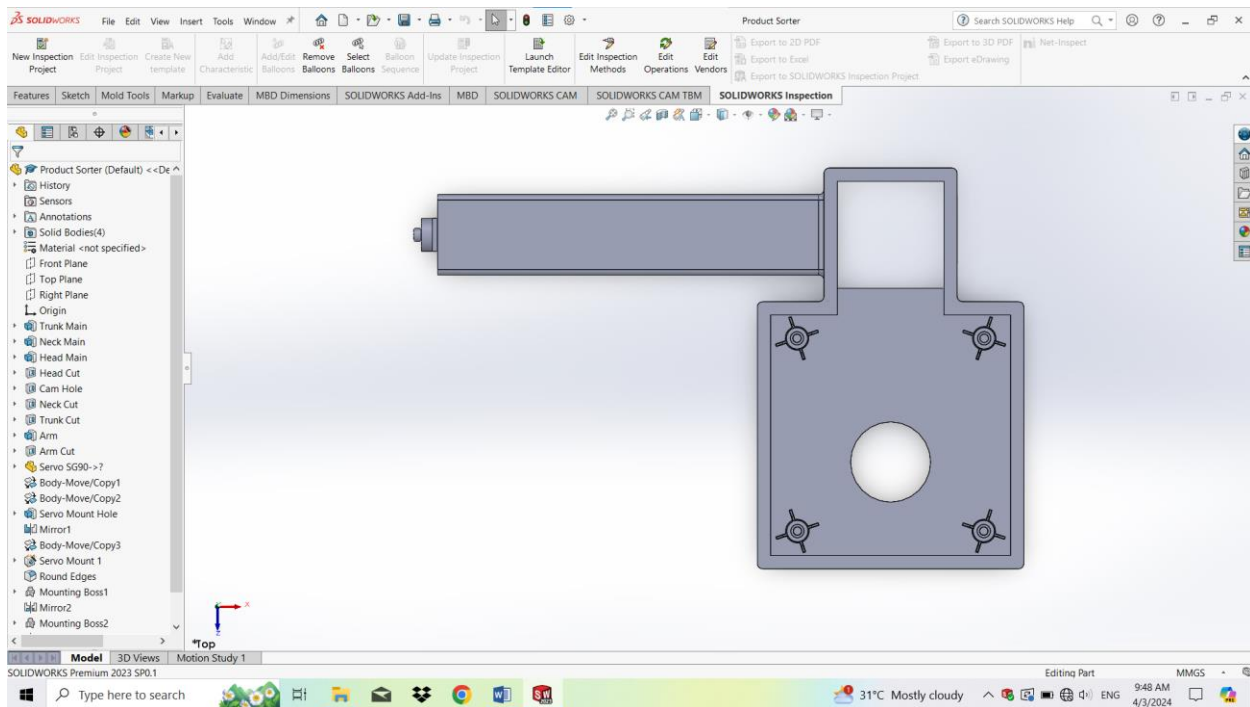 SOLIDWORKS File Edit View Insert Tools Window Product Sorter Search SOLIDWORKS Help
New Inspection Project
Edit Inspection Project
Create New template
Add Characteristic
Add/Edit Balloons
Remove Balloons
Select Balloons
Balloon Sequence
Update Inspection Project
Launch Template Editor
Edit Inspection Methods
Edit Operations
Edit Vendors
Export to 2D PDF
Export to Excel
Export to SOLIDWORKS Inspection Project
Export to 3D PDF
Export eDrawing
Net-Inspect
Features Sketch Mold Tools Markup Evaluate MBD Dimensions SOLIDWORKS Add-Ins MBD SOLIDWORKS CAM SOLIDWORKS CAM TBM SOLIDWORKS Inspection
Product Sorter (Default) <<De
History
Sensors
Annotations
Solid Bodies(4)
Material <not specified>
Front Plane
Top Plane
Right Plane
Origin
Trunk Main
Neck Main
Head Main
Head Cut
Cam Hole
Neck Cut
Trunk Cut
Arm
Arm Cut
Servo SG90->?
Body-Move/Copy1
Body-Move/Copy2
Servo Mount Hole
Mirror1
Body-Move/Copy3
Servo Mount 1
Round Edges
Mounting Boss1
Mirror2
Mounting Boss2
X
Z
*Top
Model 3D Views Motion Study 1
SOLIDWORKS Premium 2023 SP0.1 Editing Part MMGS
Type here to search 31°C Mostly cloudy ENG 9:48 AM
4/3/2024